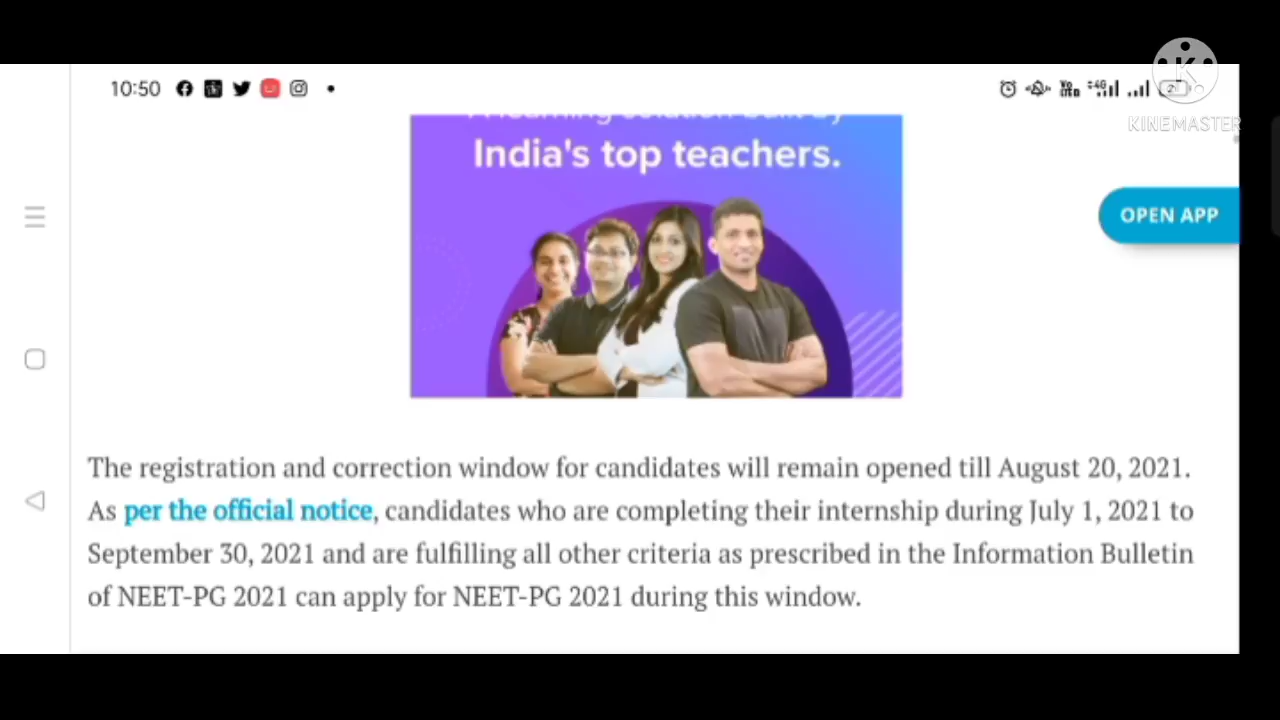 10:50
KINEMASTER
India's top teachers.
OPEN APP
The registration and correction window for candidates will remain opened till August 20, 2021.
As per the official notice, candidates who are completing their internship during July 1, 2021 to
September 30, 2021 and are fulfilling all other criteria as prescribed in the Information Bulletin
of NEET-PG 2021 can apply for NEET-PG 2021 during this window.